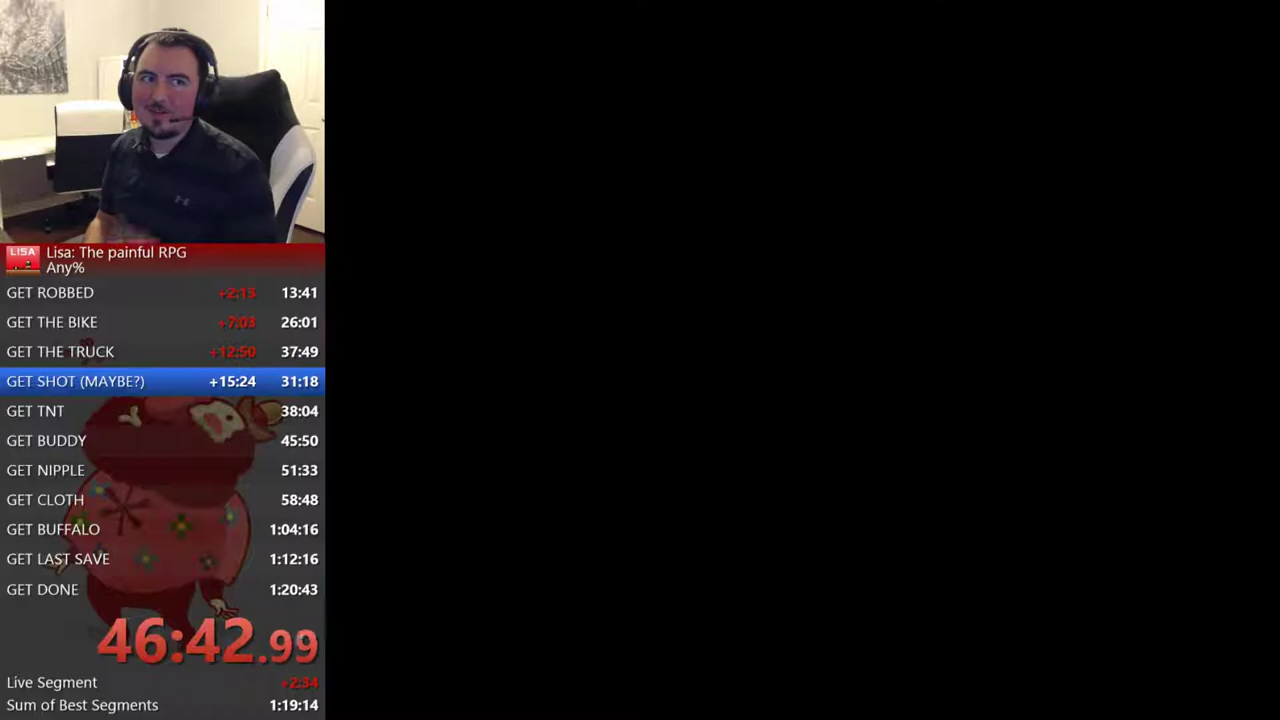 LISA
Lisa: The painful RPG
Any%
GET ROBBED +2:13 13:41
GET THE BIKE +7:03 26:01
GET THE TRUCK +12:50 37:49
GET SHOT (MAYBE?) +15:24 31:18
GET TNT 38:04
GET BUDDY 45:50
GET NIPPLE 51:33
GET CLOTH 58:48
GET BUFFALO 1:04:16
GET LAST SAVE 1:12:16
GET DONE 1:20:43
46:42.99
Live Segment +2:34
Sum of Best Segments 1:19:14